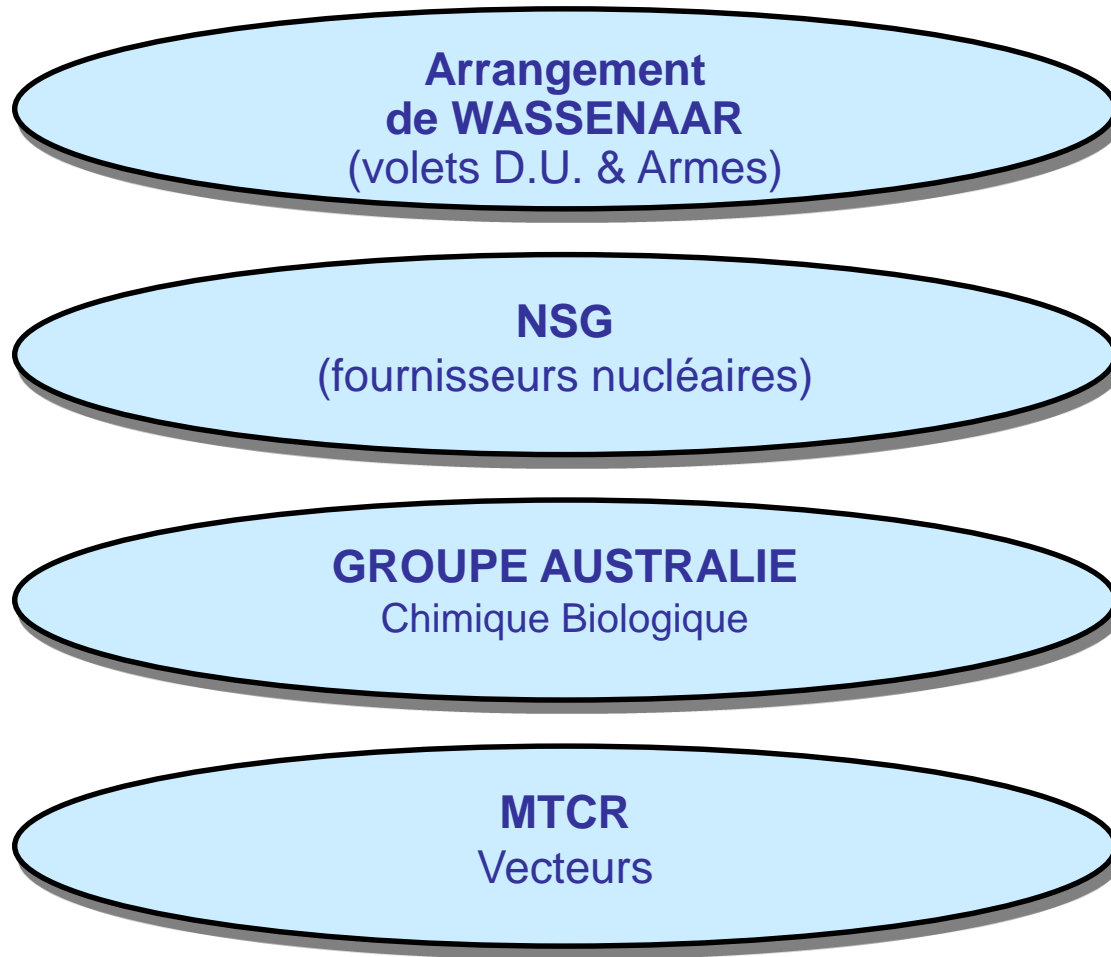 Arrangement
de WASSENAAR
(volets D.U. & Armes)
NSG
(fournisseurs nucléaires)
GROUPE AUSTRALIE
Chimique Biologique
MTCR
Vecteurs